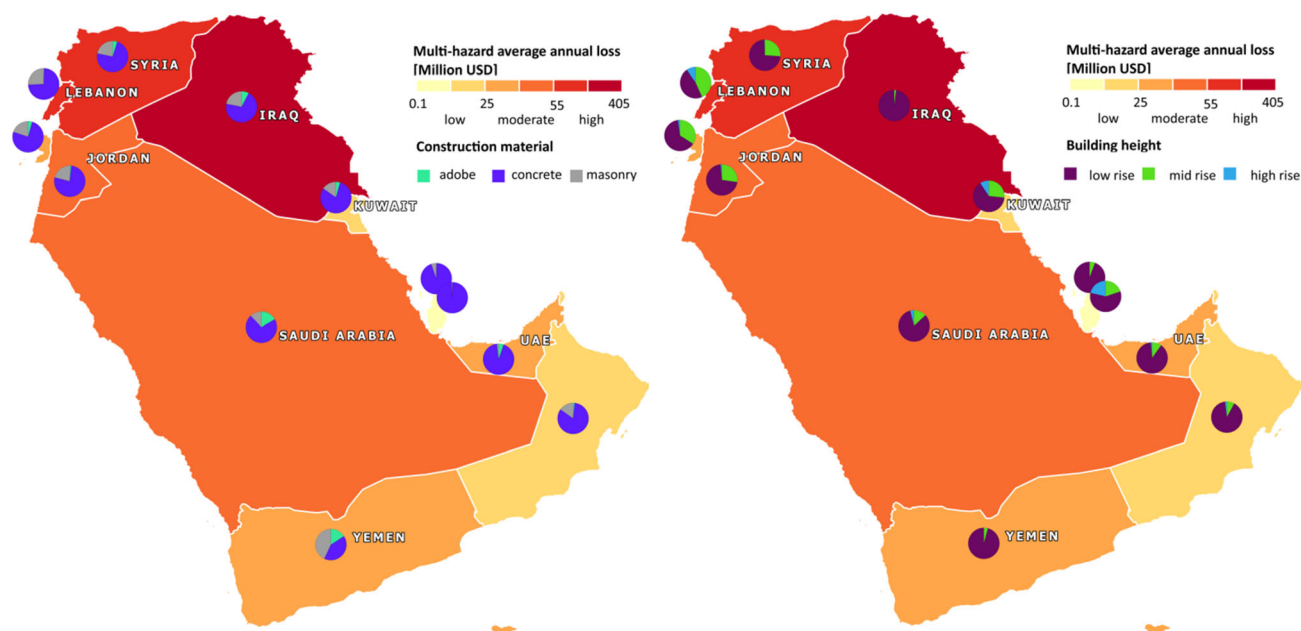 Multi-hazard average annual loss
[Million USD]
0.1 25 55 405
low moderate high
Construction material
adobe concrete masonry
SYRIA
LEBANON
IRAQ
JORDAN
KUWAIT
SAUDI ARABIA
UAE
YEMEN
Multi-hazard average annual loss
[Million USD]
0.1 25 55 405
low moderate high
Building height
low rise mid rise high rise
SYRIA
LEBANON
IRAQ
JORDAN
KUWAIT
SAUDI ARABIA
UAE
YEMEN